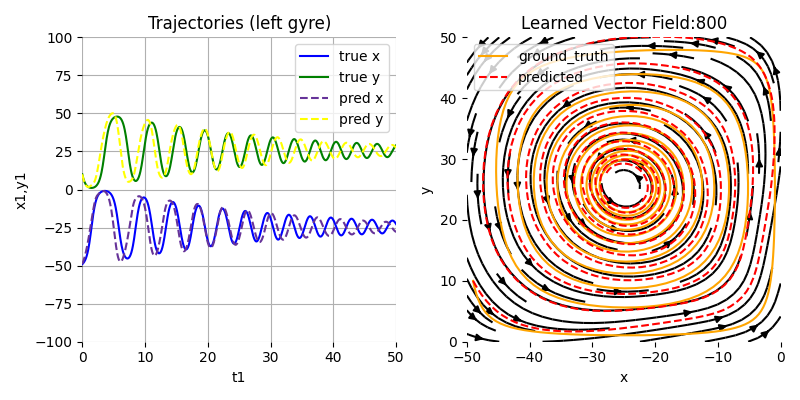 Trajectories (left gyre)
x1,y1
100
75
50
25
0
−25
−50
−75
−100
true x
true y
pred x
pred y
0
10
20
30
40
50
t1
Learned Vector Field:800
y
50
40
30
20
10
0
ground_truth
predicted
−50
−40
−30
−20
−10
0
x